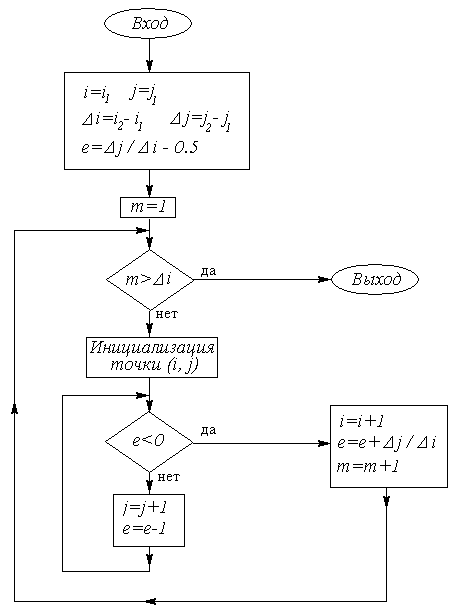 Вход
i=i₁ j=j₁
Δi=i₂-i₁ Δj=j₂-j₁
e=Δj/Δi - 0.5
m=1
m>Δi
да
Выход
нет
Инициализация
точки (i, j)
e<0
да
i=i+1
e=e+Δj/Δi
m=m+1
нет
j=j+1
e=e-1